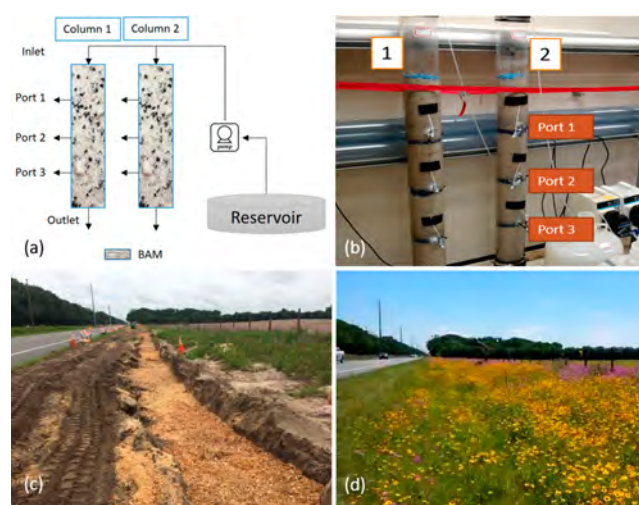 Column 1
Column 2
Inlet
Port 1
Port 2
Port 3
Outlet
pump
Reservoir
BAM
(a)
1
2
Port 1
Port 2
Port 3
(b)
(c)
(d)